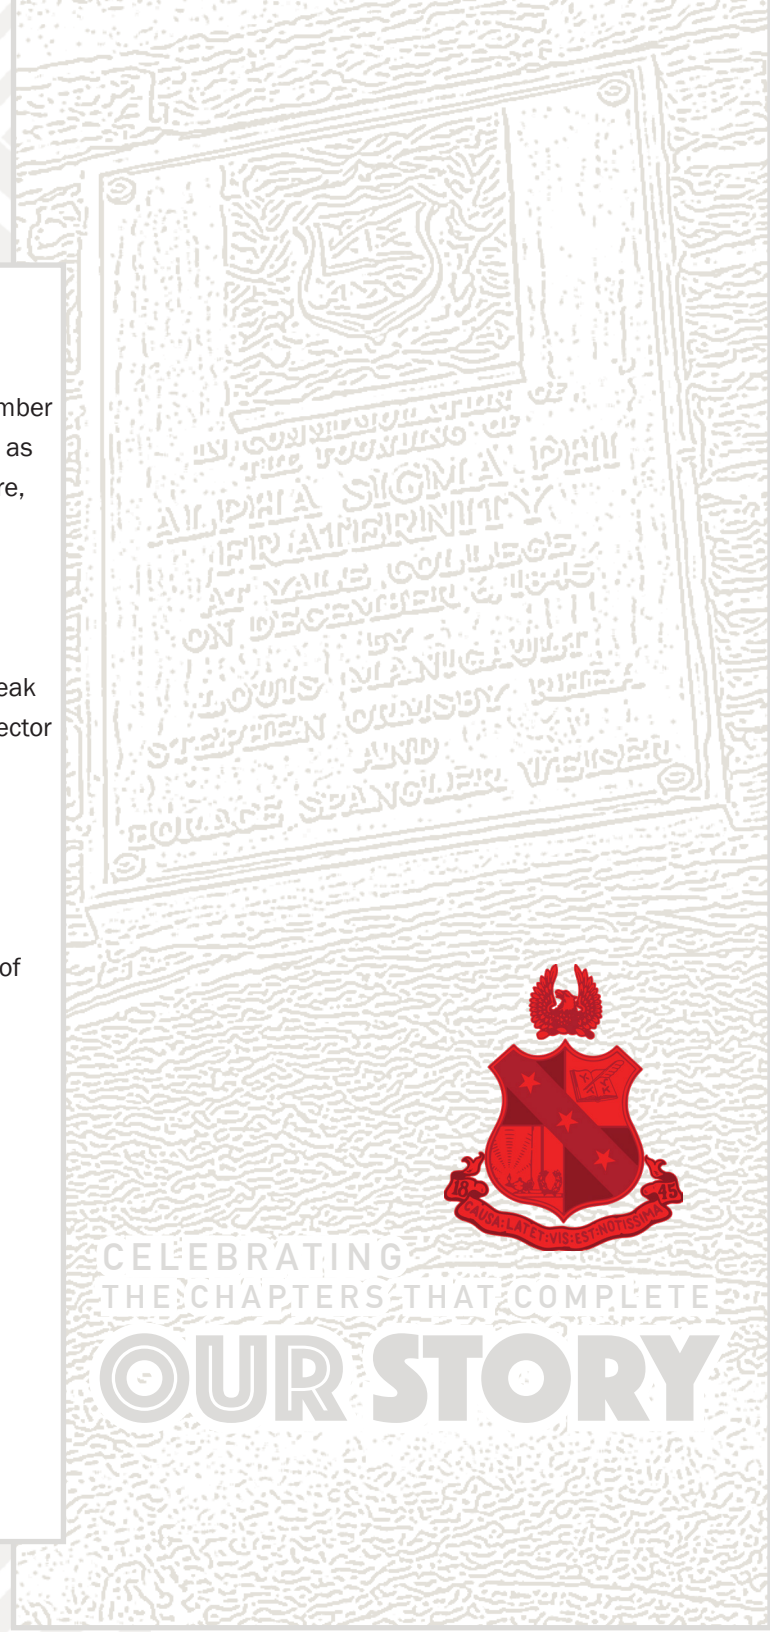 mber
as
re,
eak
ector
of
IN COMMEMORATION OF
THE FOUNDING OF
ALPHA SIGMA PHI
FRATERNITY
AT YALE COLLEGE
ON DECEMBER 6, 1845
BY
LOUIS MANIGAULT
STEPHEN ORMSBY RHEA
AND
HORACE SPANGLER WEISER
18 45
CAUSA:LATET:VIS:EST:NOTISSIMA
CELEBRATING
THE CHAPTERS THAT COMPLETE
OUR STORY